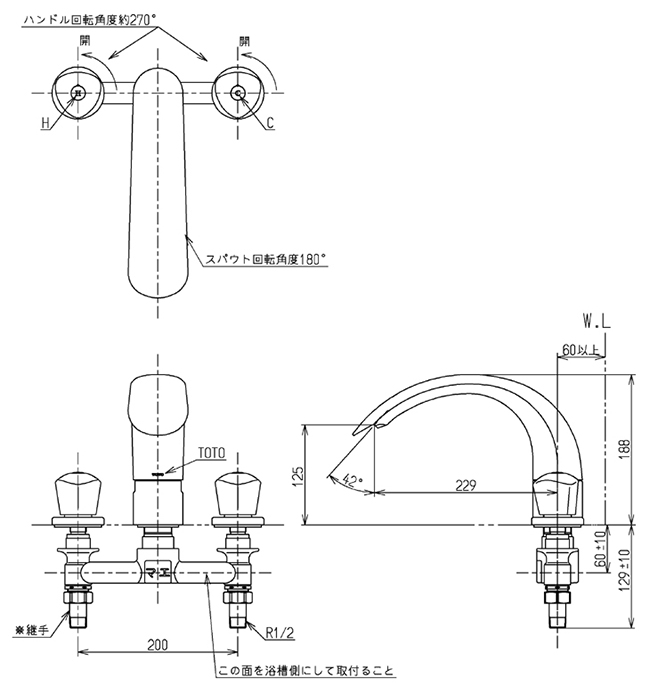 ハンドル回転角度約270°
開
開
H
C
スパウト回転角度180°
W.L
60以上
TOTO
125
188
42°
229
60±10
129±10
※継手
200
R1/2
この面を浴槽側にして取付ること